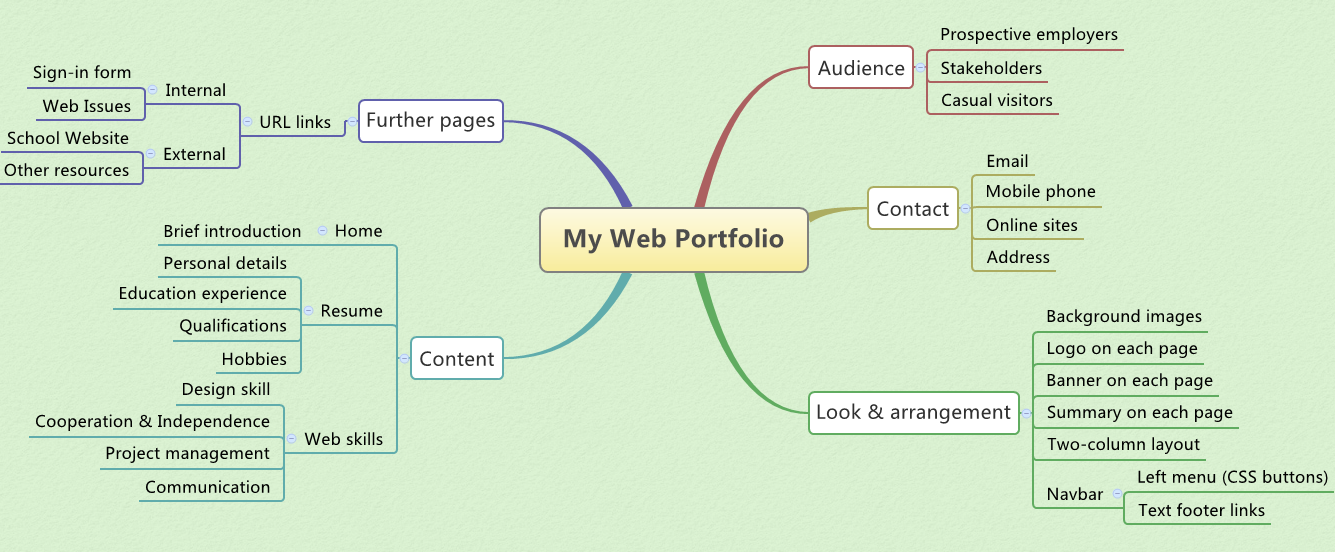 My Web Portfolio
Audience
Prospective employers
Stakeholders
Casual visitors
Contact
Email
Mobile phone
Online sites
Address
Look & arrangement
Background images
Logo on each page
Banner on each page
Summary on each page
Two-column layout
Navbar
Left menu (CSS buttons)
Text footer links
Further pages
URL links
Internal
Sign-in form
Web Issues
External
School Website
Other resources
Content
Home
Brief introduction
Resume
Personal details
Education experience
Qualifications
Hobbies
Web skills
Design skill
Cooperation & Independence
Project management
Communication